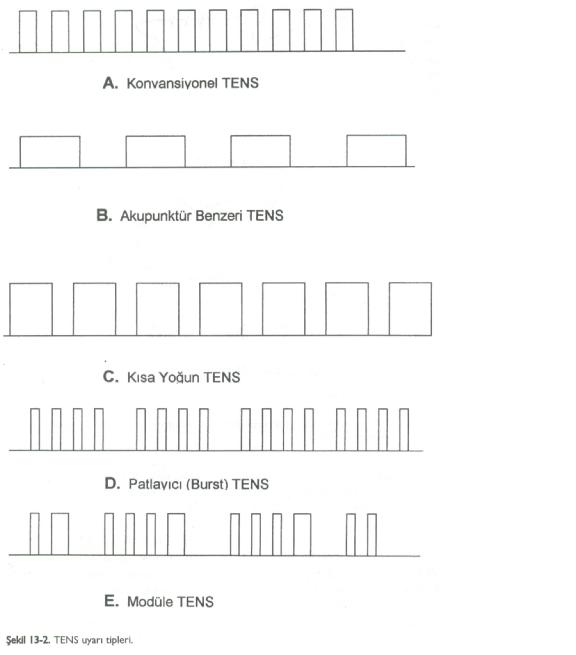 A. Konvansiyonel TENS
B. Akupunktür Benzeri TENS
C. Kısa Yoğun TENS
D. Patlayıcı (Burst) TENS
E. Modüle TENS
Şekil 13-2. TENS uyarı tipleri.